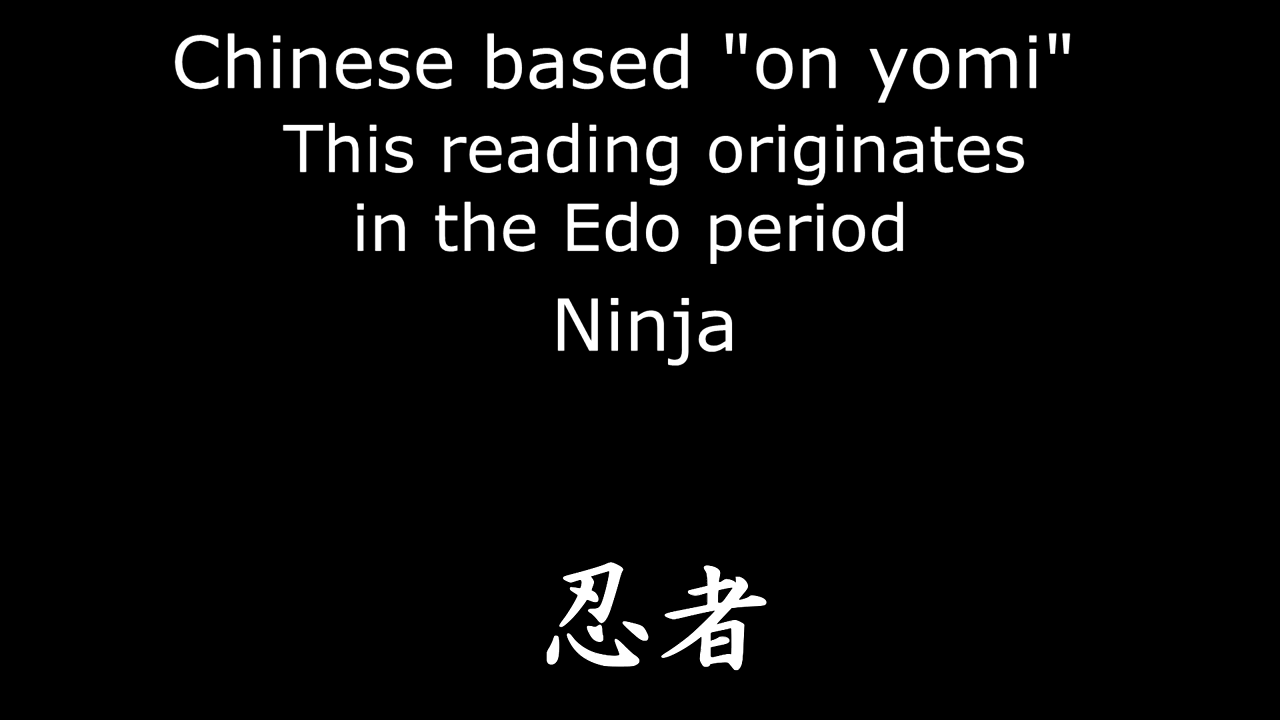 Chinese based "on yomi"
This reading originates
in the Edo period
Ninja
忍者